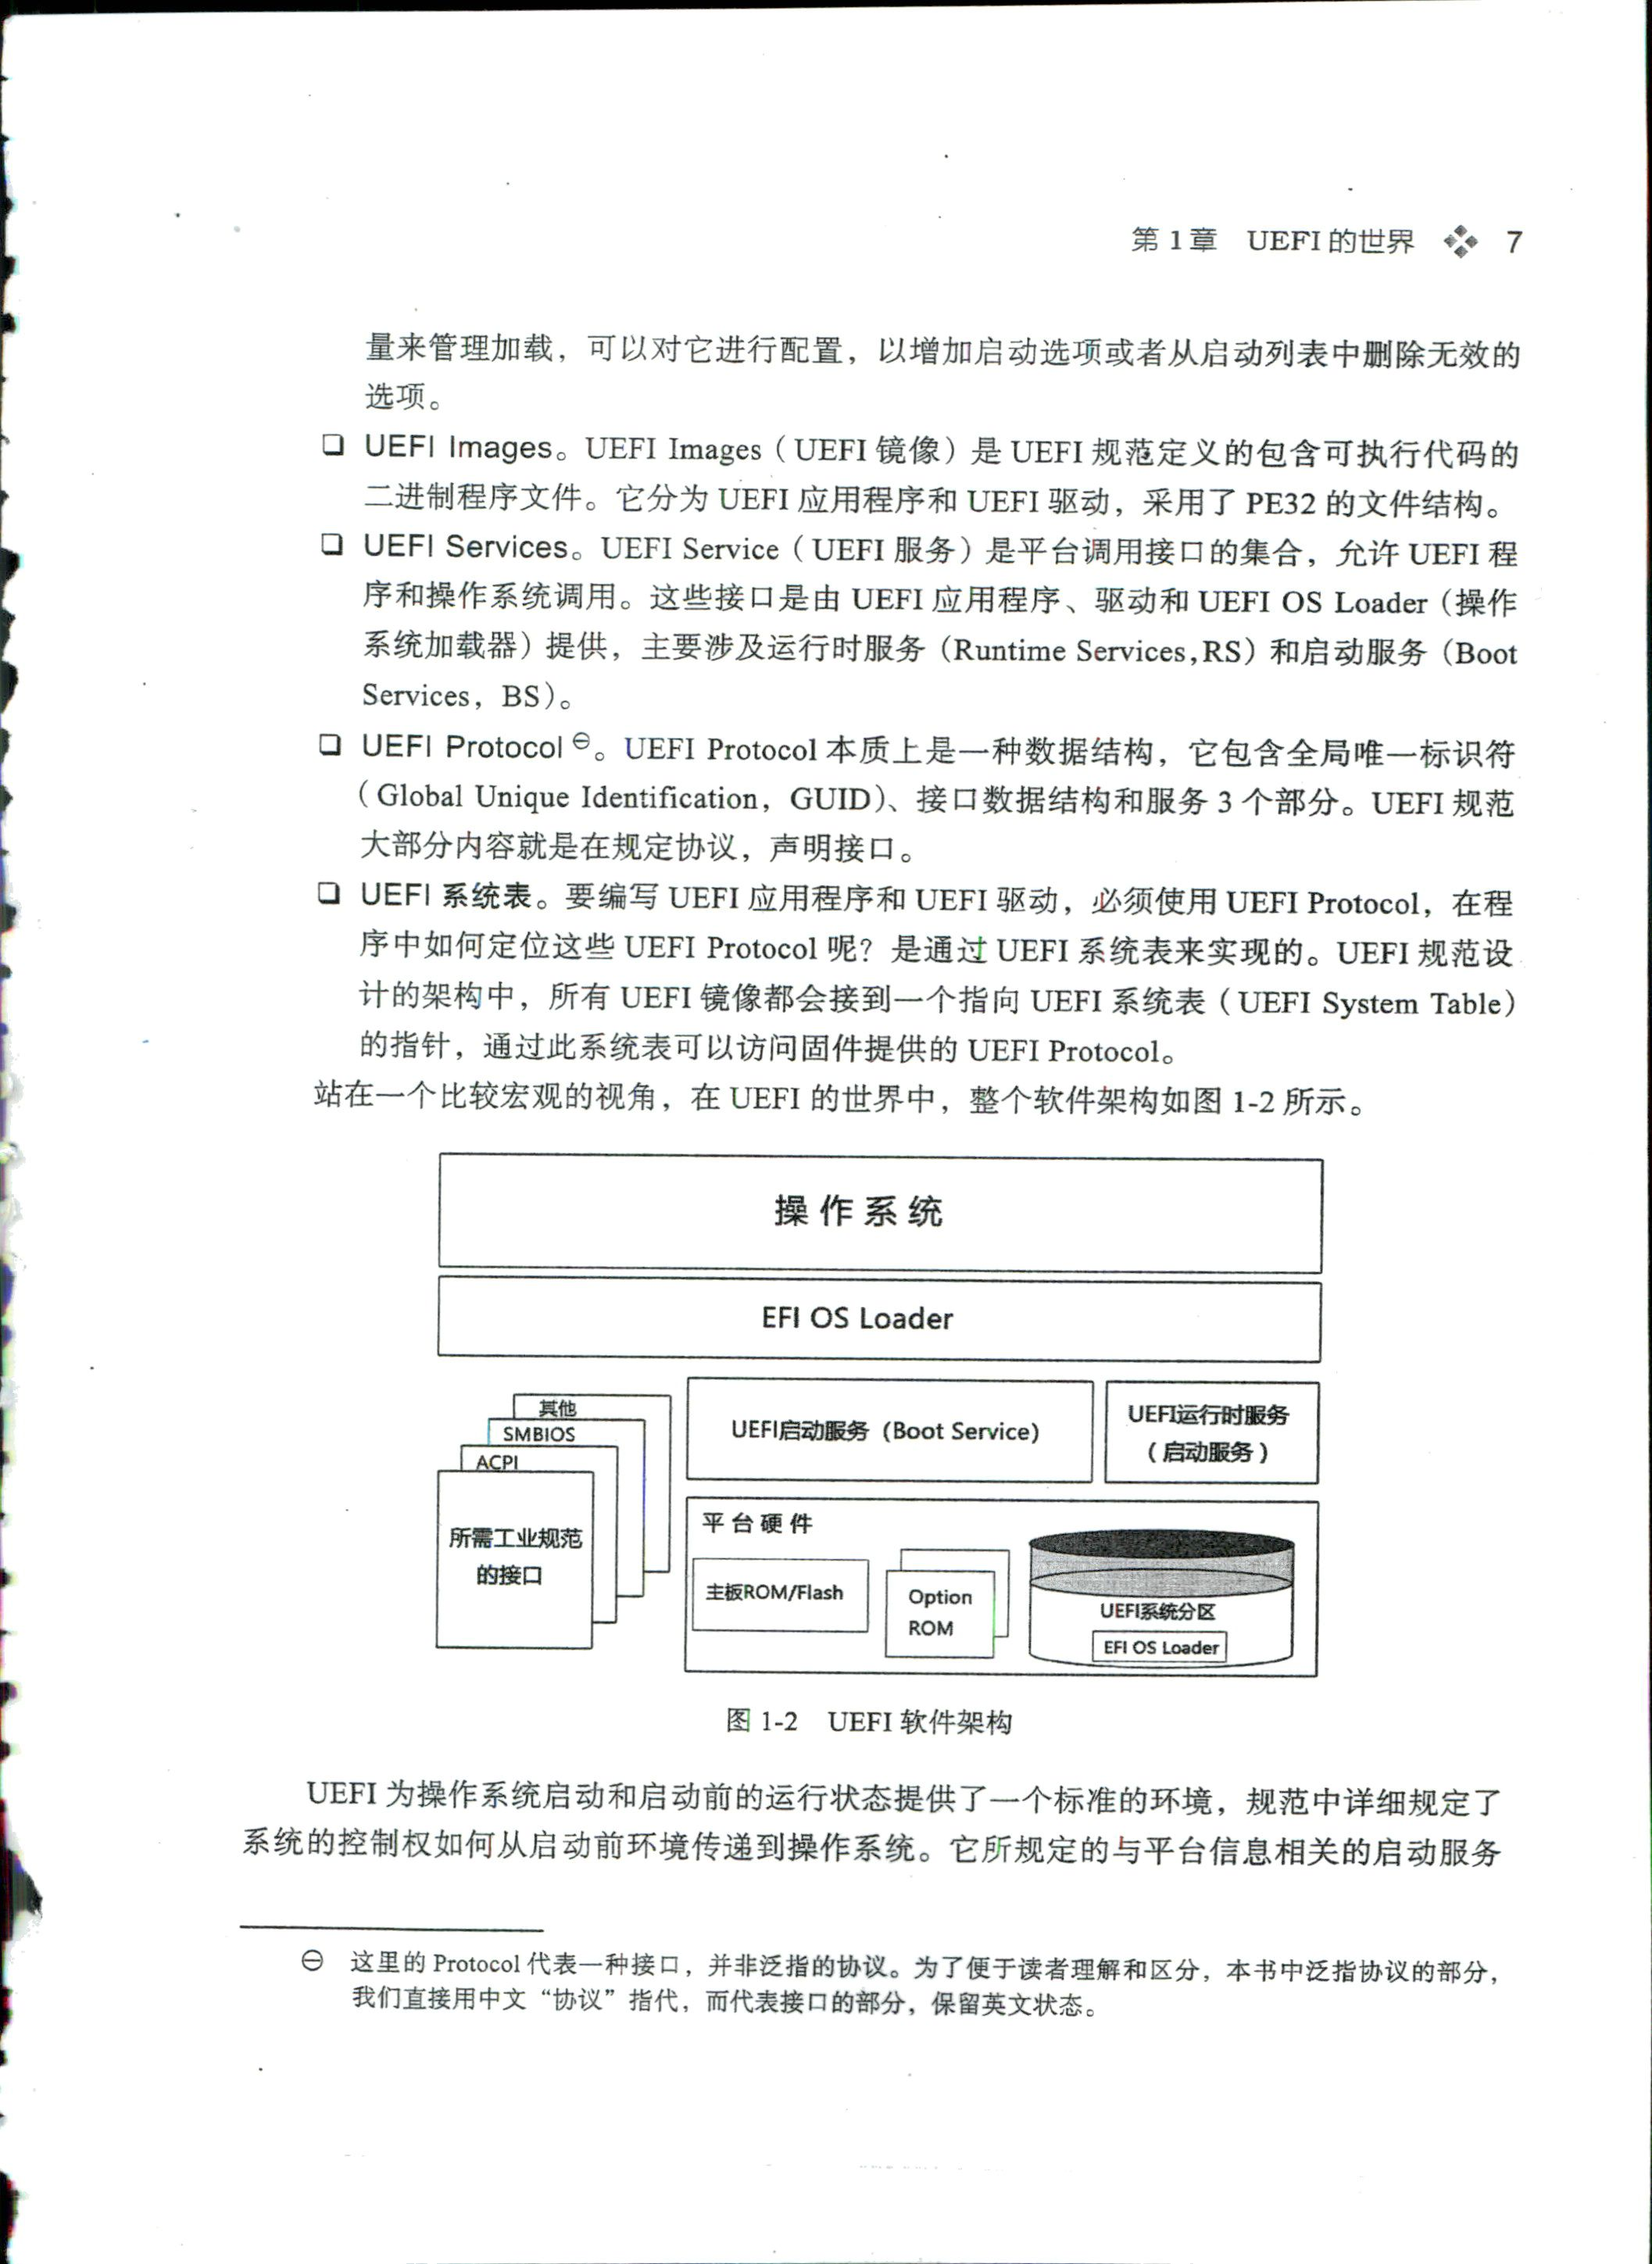 第1章 UEFI的世界 7
量来管理加载，可以对它进行配置，以增加启动选项或者从启动列表中删除无效的
选项。
❑ UEFI Images。UEFI Images（UEFI 镜像）是 UEFI 规范定义的包含可执行代码的
二进制程序文件。它分为 UEFI 应用程序和 UEFI 驱动，采用了 PE32 的文件结构。
❑ UEFI Services。UEFI Service（UEFI 服务）是平台调用接口的集合，允许 UEFI 程
序和操作系统调用。这些接口是由 UEFI 应用程序、驱动和 UEFI OS Loader（操作
系统加载器）提供，主要涉及运行时服务（Runtime Services,RS）和启动服务（Boot
Services，BS）。
❑ UEFI Protocol ㊀。UEFI Protocol 本质上是一种数据结构，它包含全局唯一标识符
（Global Unique Identification，GUID）、接口数据结构和服务 3 个部分。UEFI 规范
大部分内容就是在规定协议，声明接口。
❑ UEFI 系统表。要编写 UEFI 应用程序和 UEFI 驱动，必须使用 UEFI Protocol，在程
序中如何定位这些 UEFI Protocol 呢？是通过 UEFI 系统表来实现的。UEFI 规范设
计的架构中，所有 UEFI 镜像都会接到一个指向 UEFI 系统表（UEFI System Table）
的指针，通过此系统表可以访问固件提供的 UEFI Protocol。
站在一个比较宏观的视角，在 UEFI 的世界中，整个软件架构如图 1-2 所示。
操作系统
EFI OS Loader
其他
SMBIOS
ACPI
所需工业规范
的接口
UEFI启动服务（Boot Service）
UEFI运行时服务
（启动服务）
平台硬件
主板ROM/Flash
Option
ROM
UEFI系统分区
EFI OS Loader
图 1-2 UEFI 软件架构
UEFI 为操作系统启动和启动前的运行状态提供了一个标准的环境，规范中详细规定了
系统的控制权如何从启动前环境传递到操作系统。它所规定的与平台信息相关的启动服务
㊀ 这里的 Protocol 代表一种接口，并非泛指的协议。为了便于读者理解和区分，本书中泛指协议的部分，
我们直接用中文“协议”指代，而代表接口的部分，保留英文状态。